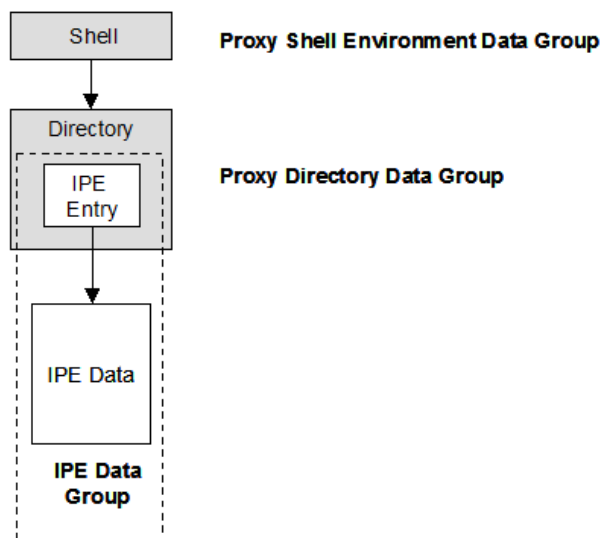 Shell
Proxy Shell Environment Data Group
Directory
IPE
Entry
Proxy Directory Data Group
IPE Data
IPE Data
Group